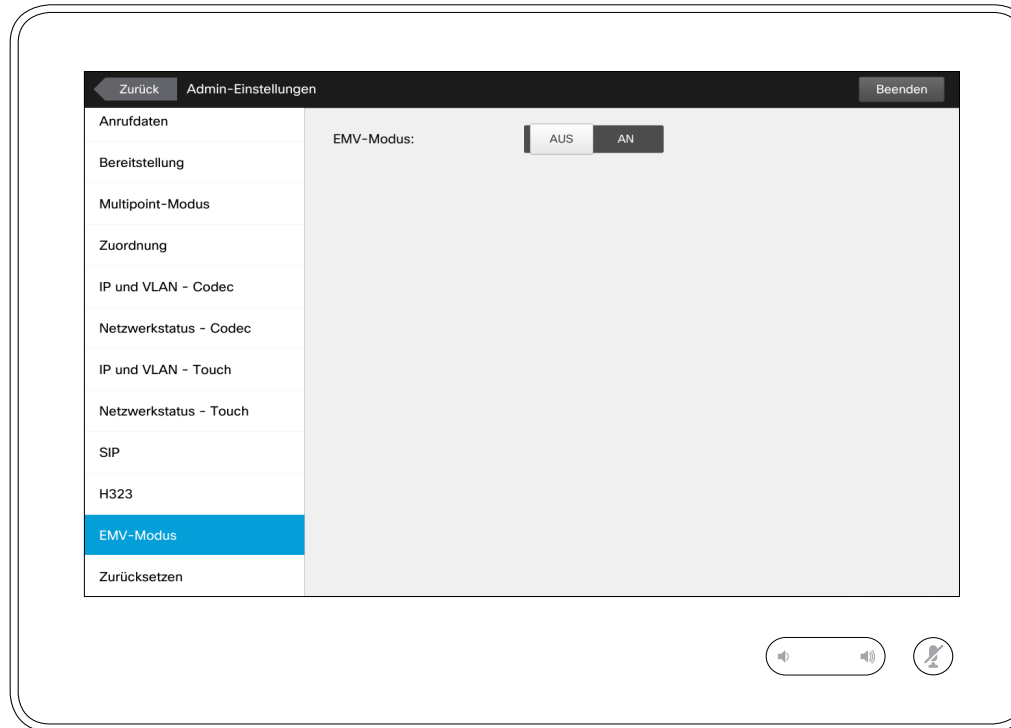 Zurück Admin-Einstellungen Beenden
Anrufdaten
EMV-Modus: AUS AN
Bereitstellung
Multipoint-Modus
Zuordnung
IP und VLAN - Codec
Netzwerkstatus - Codec
IP und VLAN - Touch
Netzwerkstatus - Touch
SIP
H323
EMV-Modus
Zurücksetzen